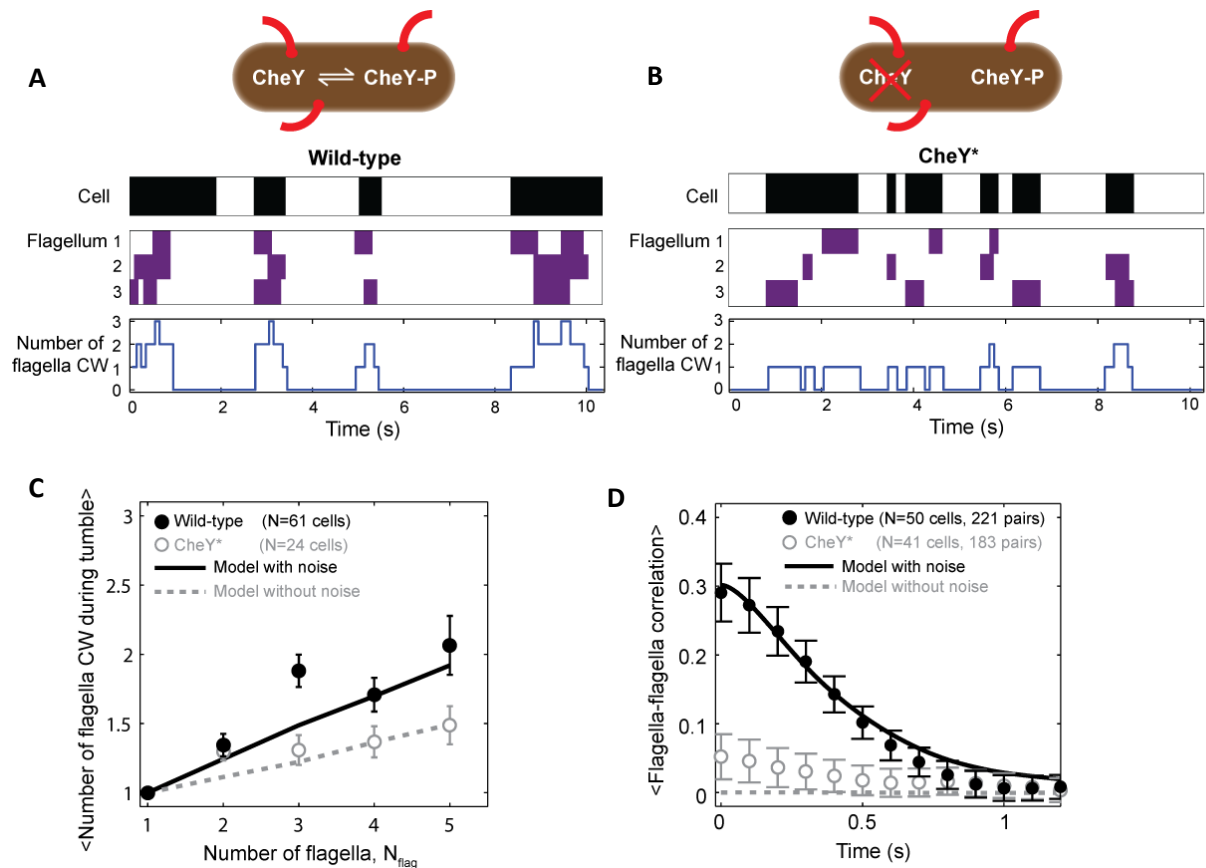 A
CheY ⇌ CheY-P
Wild-type
Cell
Flagellum 1
2
3
Number of flagella CW
3
2
1
0
0 2 4 6 8 10
Time (s)
B
CheY CheY-P
CheY*
Cell
Flagellum 1
2
3
Number of flagella CW
3
2
1
0
0 2 4 6 8 10
Time (s)
C
<Number of flagella CW during tumble>
3
2.5
2
1.5
1
Wild-type (N=61 cells)
CheY* (N=24 cells)
Model with noise
Model without noise
1 2 3 4 5
Number of flagella, Nflag
D
<Flagella-flagella correlation>
0.4
0.3
0.2
0.1
0
Wild-type (N=50 cells, 221 pairs)
CheY* (N=41 cells, 183 pairs)
Model with noise
Model without noise
0 0.5 1
Time (s)